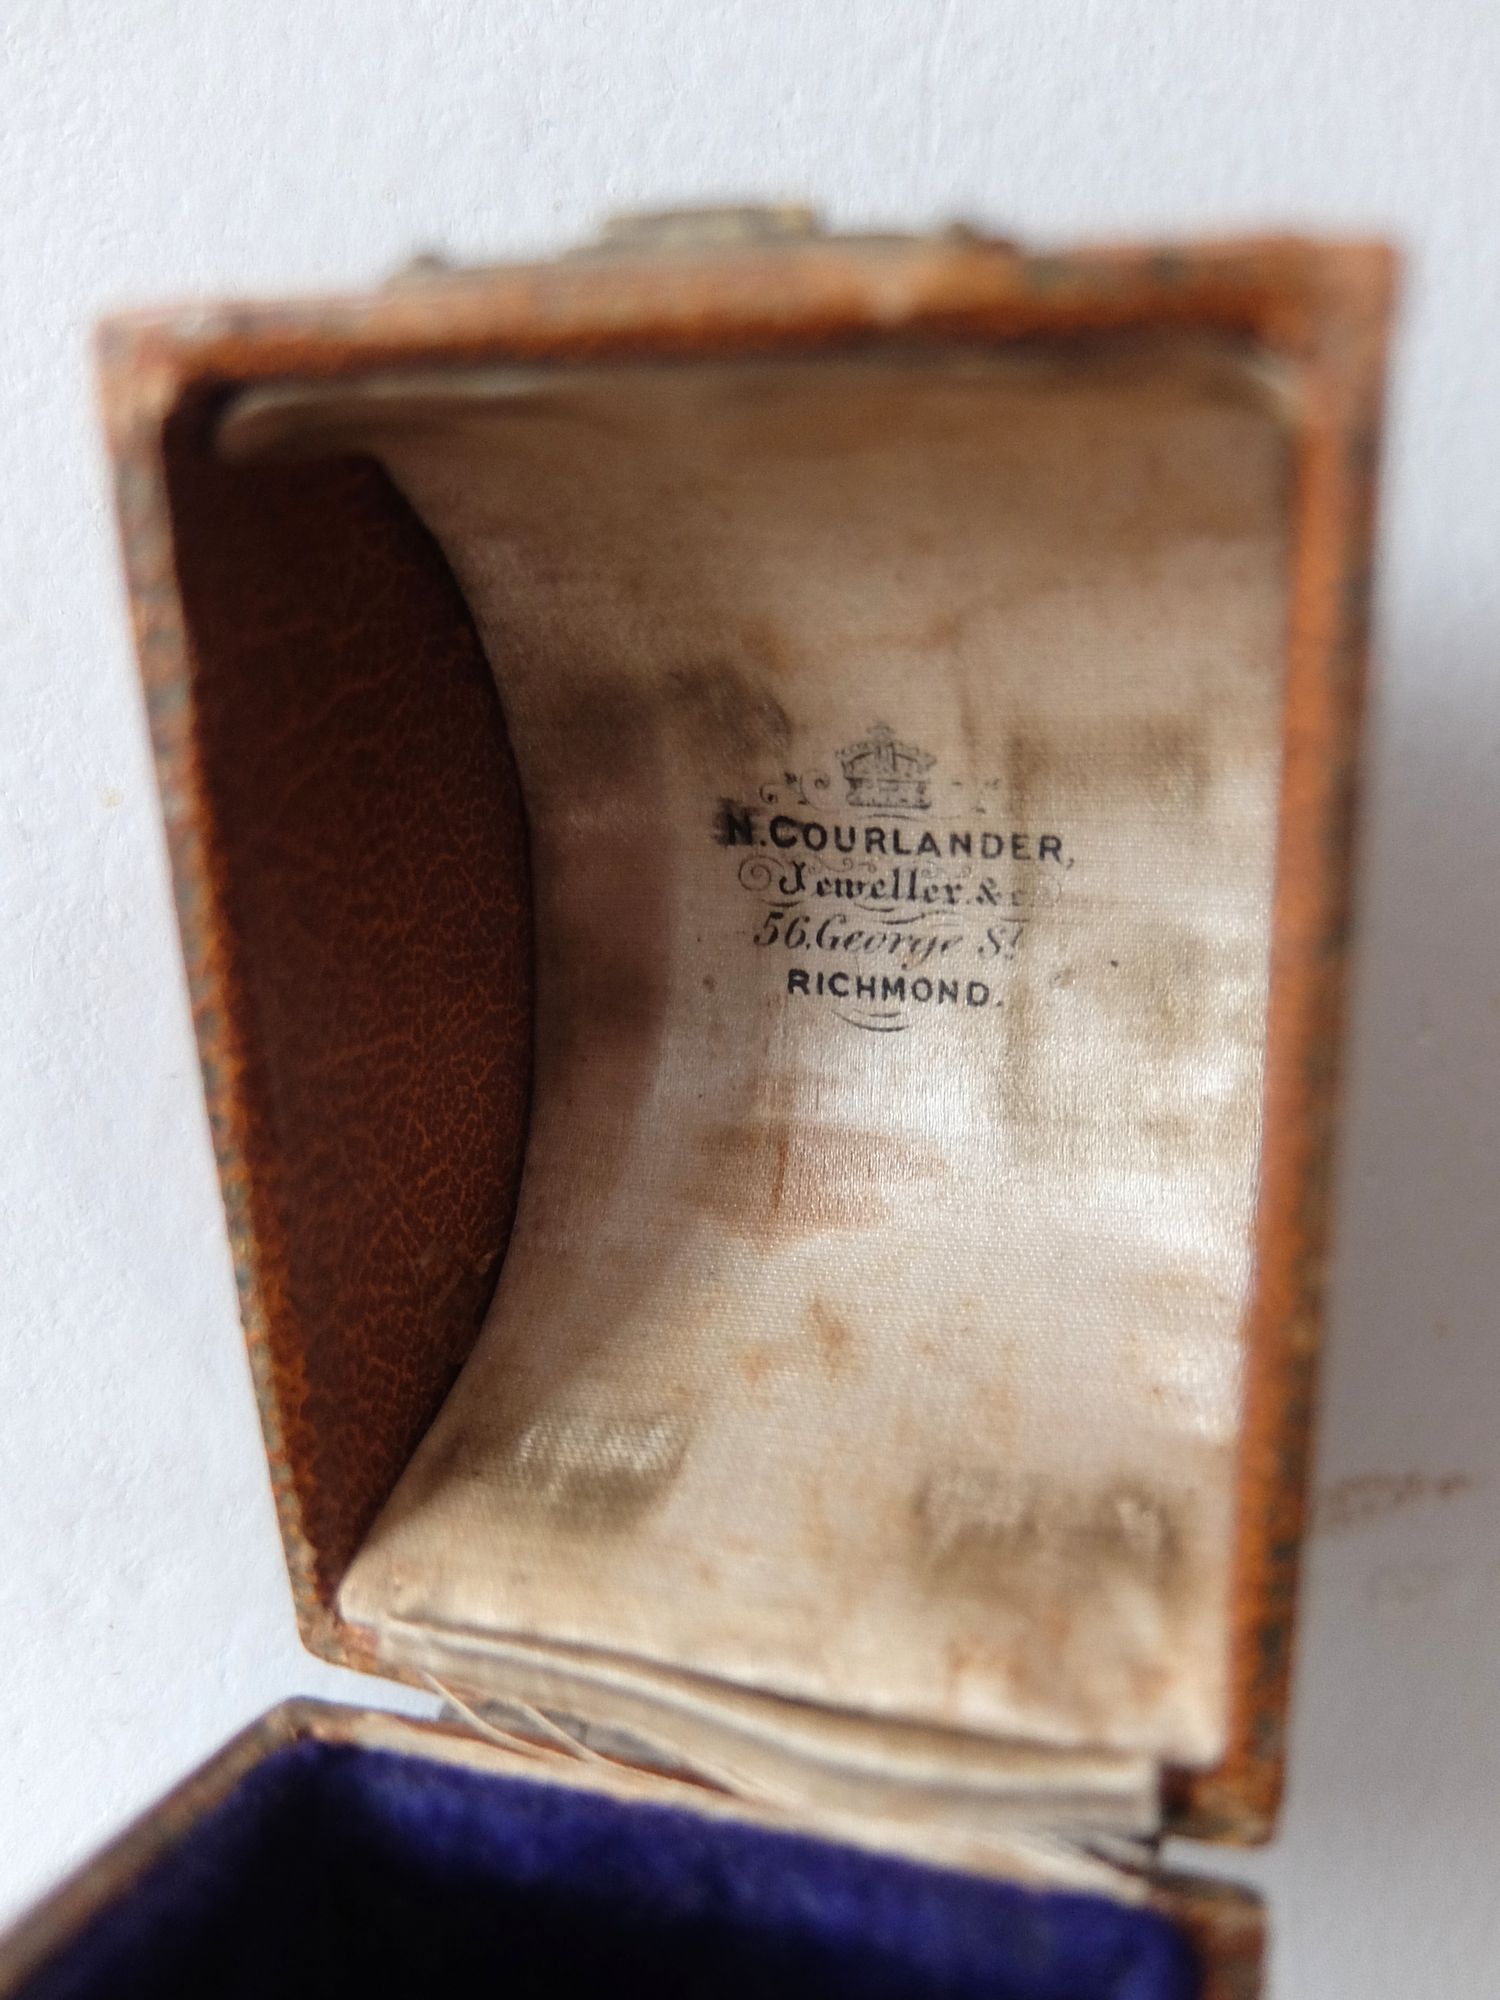 N. COURLANDER,
Jeweller. & c.
56, George St.
RICHMOND.